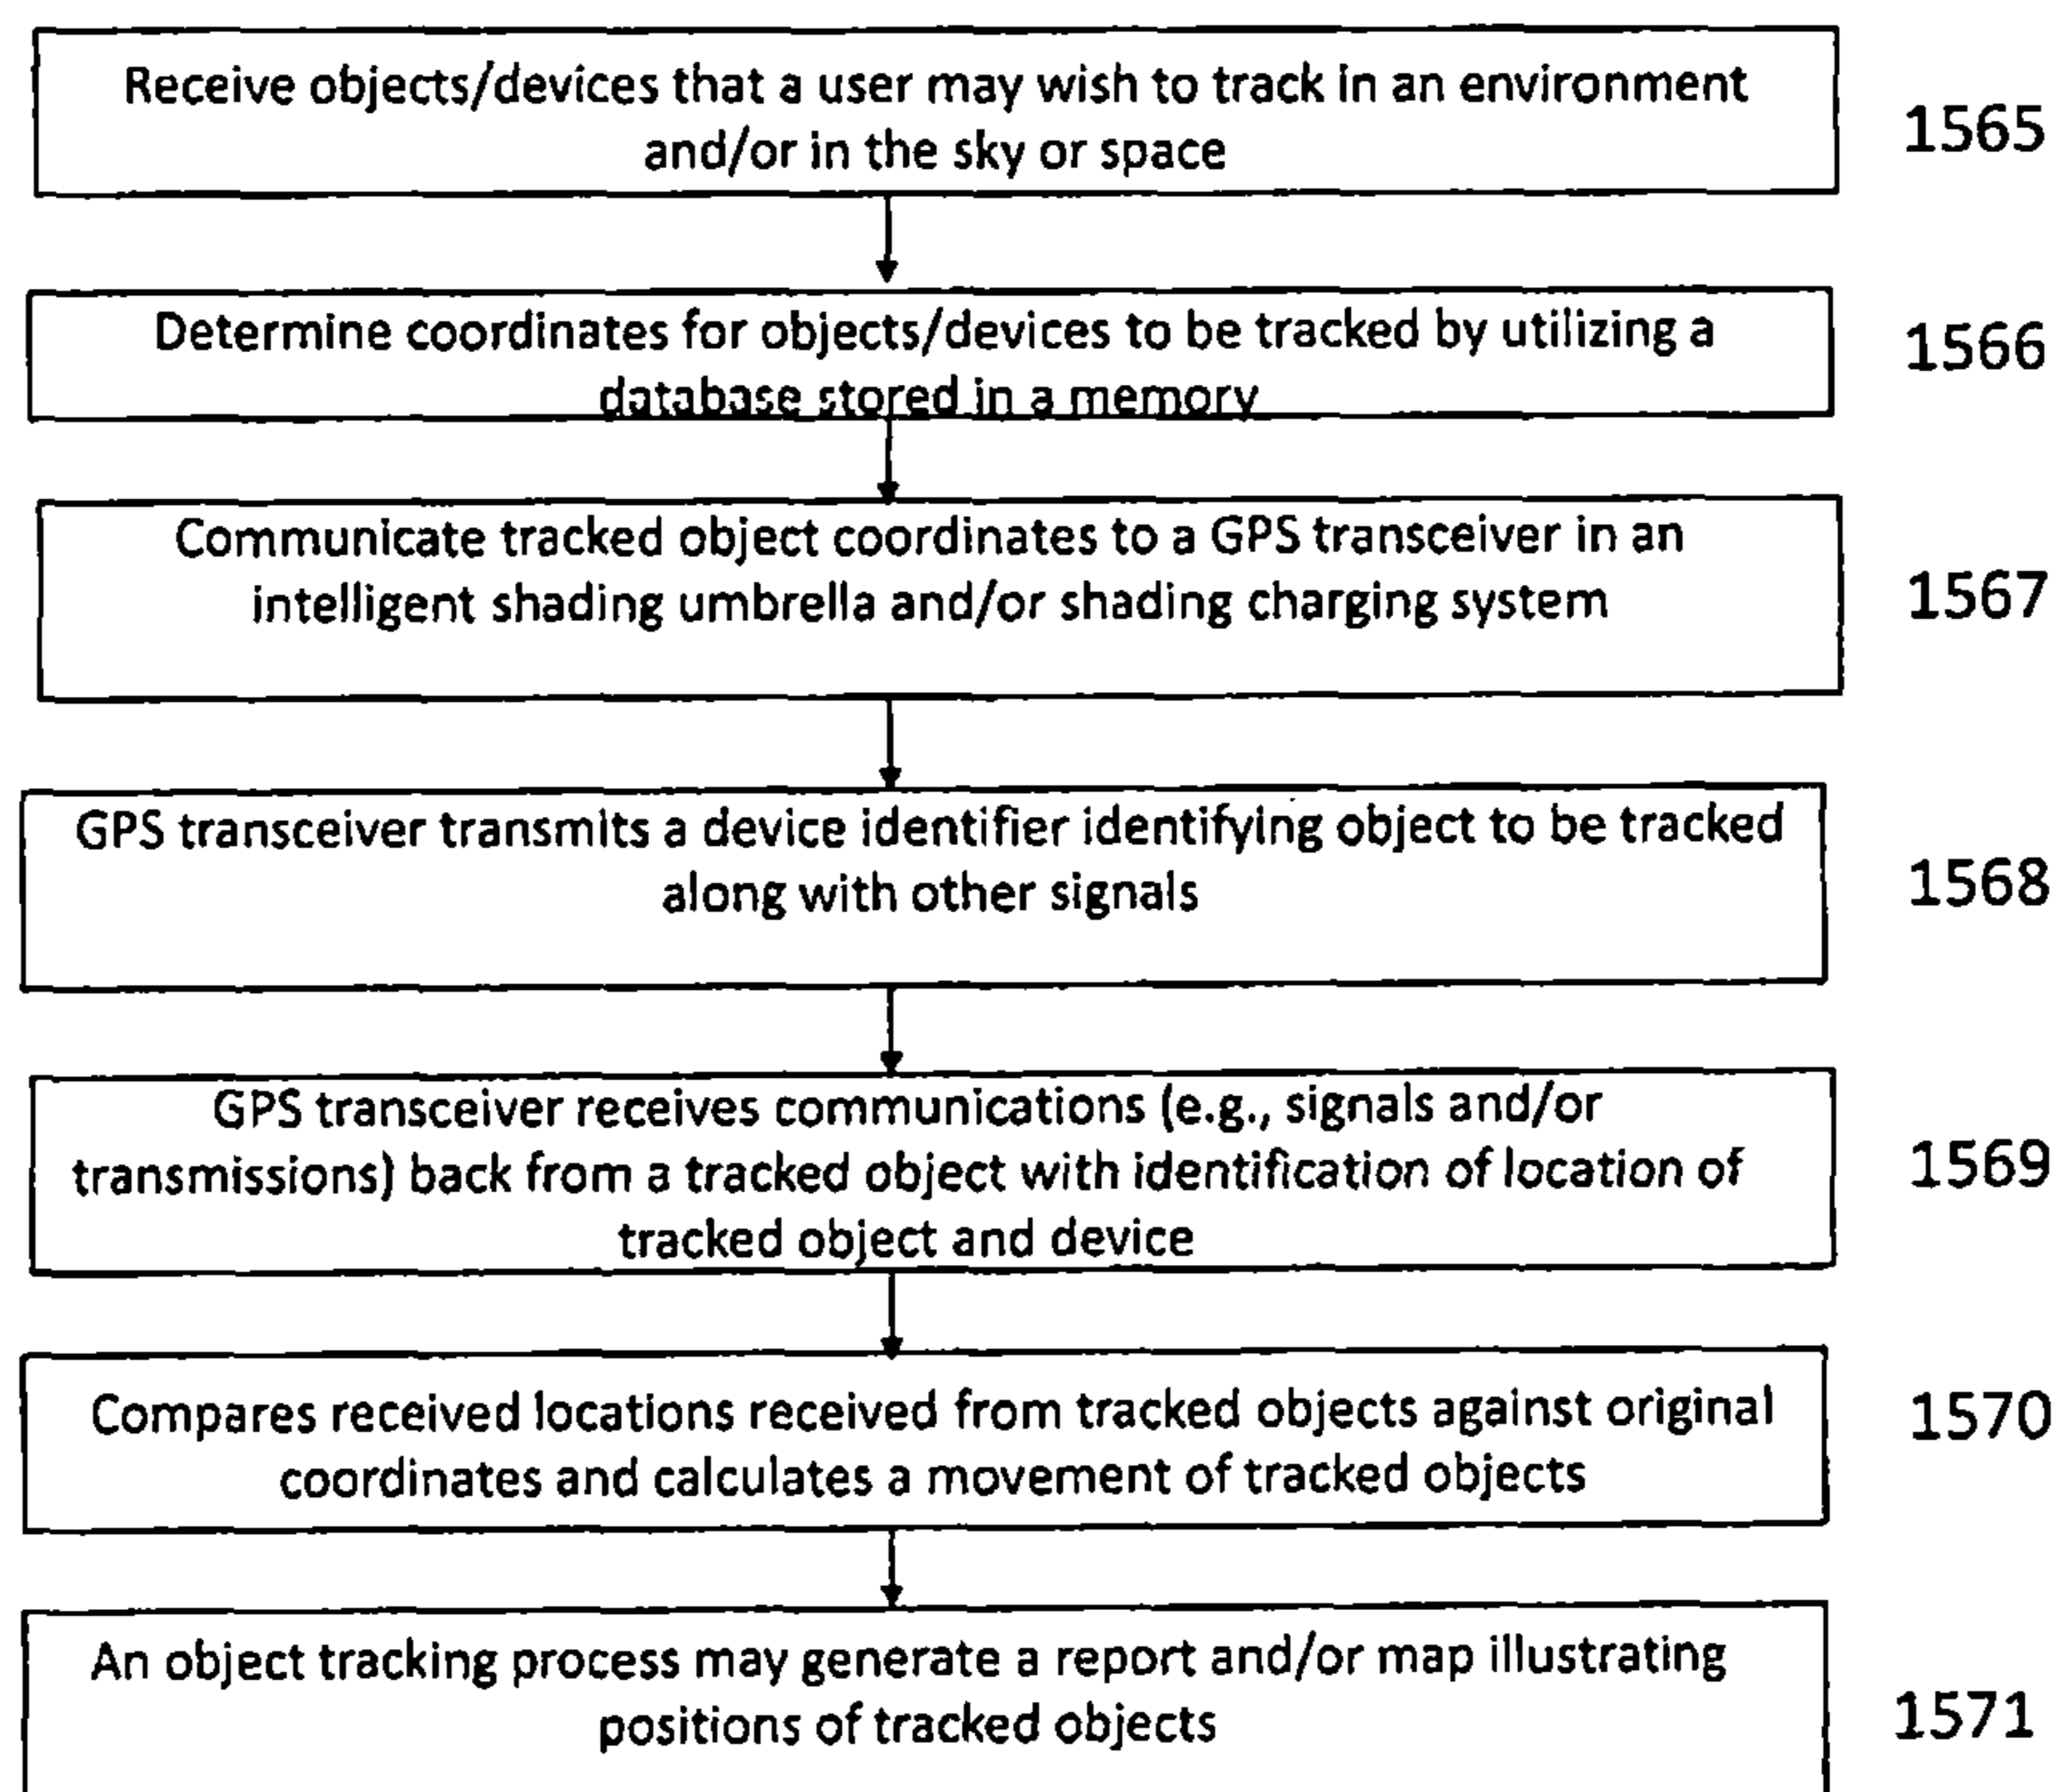 Receive objects/devices that a user may wish to track in an environment
and/or in the sky or space
1565
Determine coordinates for objects/devices to be tracked by utilizing a
database stored in a memory
1566
Communicate tracked object coordinates to a GPS transceiver in an
intelligent shading umbrella and/or shading charging system
1567
GPS transceiver transmits a device identifier identifying object to be tracked
along with other signals
1568
GPS transceiver receives communications (e.g., signals and/or
transmissions) back from a tracked object with identification of location of
tracked object and device
1569
Compares received locations received from tracked objects against original
coordinates and calculates a movement of tracked objects
1570
An object tracking process may generate a report and/or map illustrating
positions of tracked objects
1571